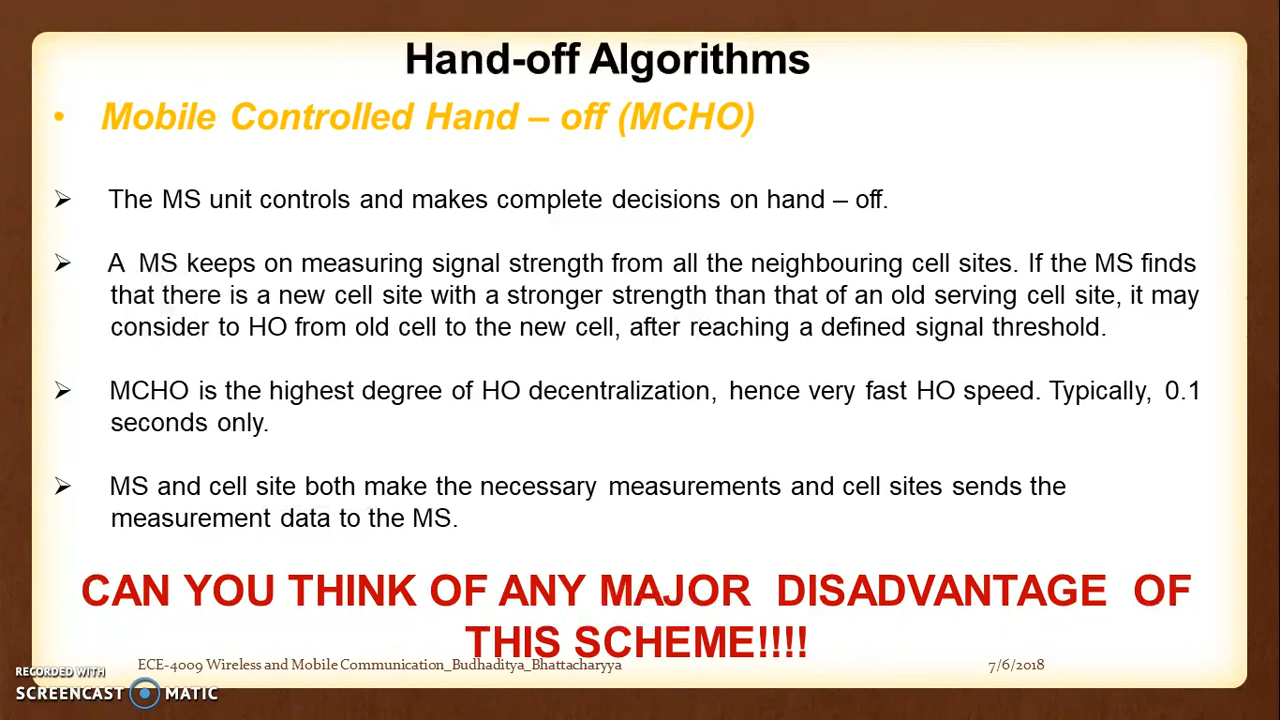 Hand-off Algorithms
• Mobile Controlled Hand – off (MCHO)
➢ The MS unit controls and makes complete decisions on hand – off.
➢ A MS keeps on measuring signal strength from all the neighbouring cell sites. If the MS finds
that there is a new cell site with a stronger strength than that of an old serving cell site, it may
consider to HO from old cell to the new cell, after reaching a defined signal threshold.
➢ MCHO is the highest degree of HO decentralization, hence very fast HO speed. Typically, 0.1
seconds only.
➢ MS and cell site both make the necessary measurements and cell sites sends the
measurement data to the MS.
CAN YOU THINK OF ANY MAJOR DISADVANTAGE OF
THIS SCHEME!!!!
ECE-4009 Wireless and Mobile Communication_Budhaditya_Bhattacharyya 7/6/2018
RECORDED WITH
SCREENCAST MATIC